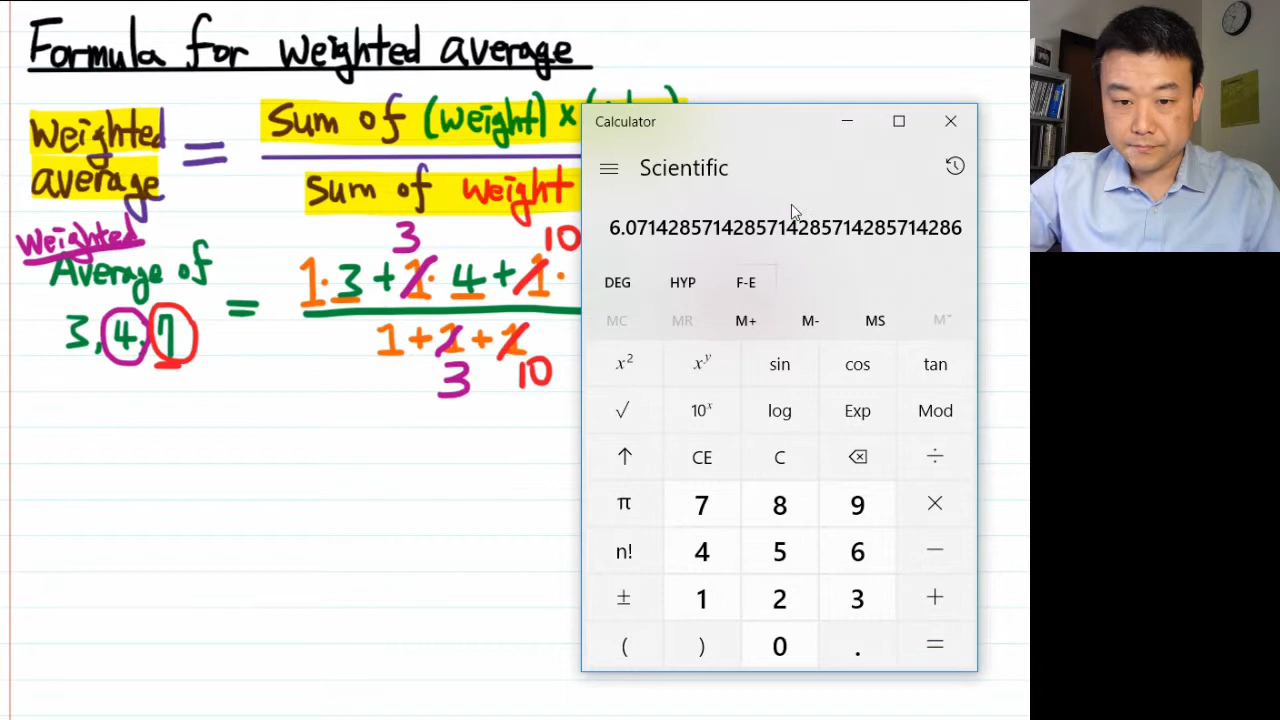 Formula for weighted average
Weighted average = Sum of (weight) ×
Sum of weight
Weighted
Average of
3, 4, 7
=
3 10
1·3 + 1·4 + 1·
1 + 1 + 1
3 10
Calculator
Scientific
6.0714285714285714285714285714286
DEG HYP F-E
MC MR M+ M- MS M˅
x² xʸ sin cos tan
√ 10ˣ log Exp Mod
↑ CE C ⌫ ÷
π 7 8 9 ×
n! 4 5 6 −
± 1 2 3 +
( ) 0 . =